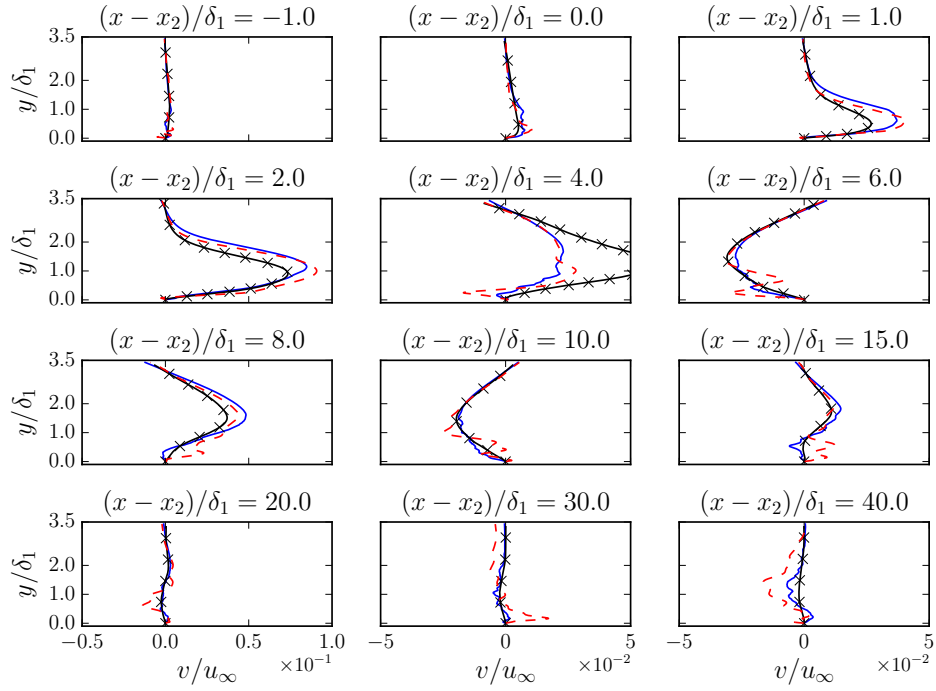 (x − x₂)/δ₁ = −1.0 (x − x₂)/δ₁ = 0.0 (x − x₂)/δ₁ = 1.0
3.5
2.0
1.0
0.0
y/δ₁
(x − x₂)/δ₁ = 2.0 (x − x₂)/δ₁ = 4.0 (x − x₂)/δ₁ = 6.0
3.5
2.0
1.0
0.0
y/δ₁
(x − x₂)/δ₁ = 8.0 (x − x₂)/δ₁ = 10.0 (x − x₂)/δ₁ = 15.0
3.5
2.0
1.0
0.0
y/δ₁
(x − x₂)/δ₁ = 20.0 (x − x₂)/δ₁ = 30.0 (x − x₂)/δ₁ = 40.0
3.5
2.0
1.0
0.0
y/δ₁
−0.5 0.0 0.5 1.0 −5 0 5 −5 0 5
v/u∞ ×10⁻¹ v/u∞ ×10⁻² v/u∞ ×10⁻²